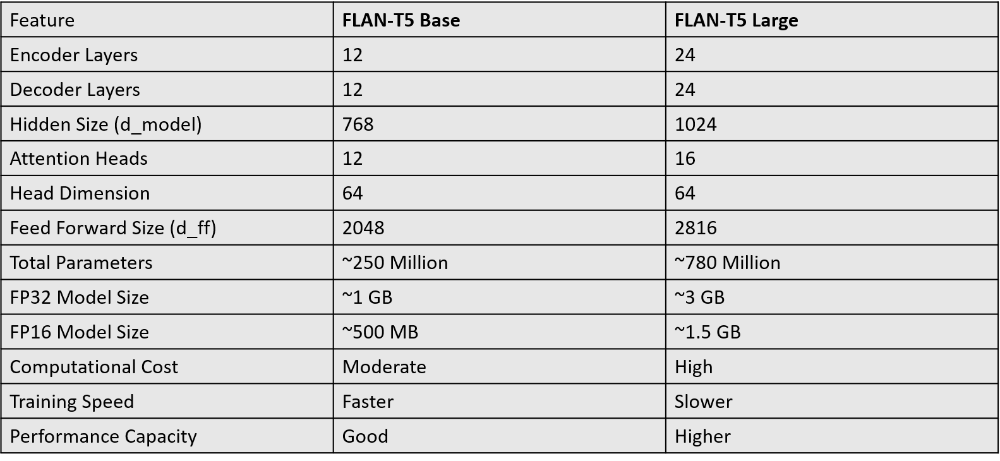 Feature FLAN-T5 Base FLAN-T5 Large
Encoder Layers 12 24
Decoder Layers 12 24
Hidden Size (d_model) 768 1024
Attention Heads 12 16
Head Dimension 64 64
Feed Forward Size (d_ff) 2048 2816
Total Parameters ~250 Million ~780 Million
FP32 Model Size ~1 GB ~3 GB
FP16 Model Size ~500 MB ~1.5 GB
Computational Cost Moderate High
Training Speed Faster Slower
Performance Capacity Good Higher